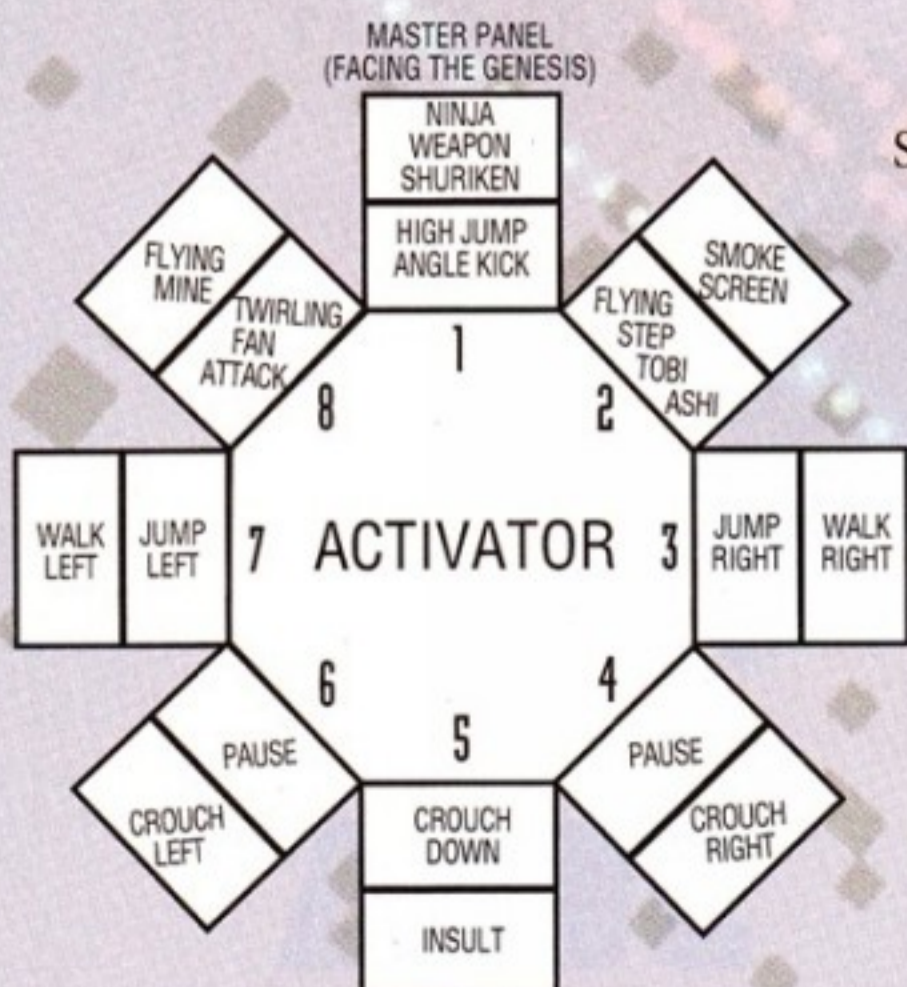 MASTER PANEL
(FACING THE GENESIS)
NINJA
WEAPON
SHURIKEN
HIGH JUMP
ANGLE KICK
S
FLYING
MINE
TWIRLING
FAN
ATTACK
SMOKE
SCREEN
FLYING
STEP
TOBI
ASHI
1
8
2
WALK
LEFT
JUMP
LEFT
7
ACTIVATOR
3
JUMP
RIGHT
WALK
RIGHT
6
4
5
PAUSE
CROUCH
LEFT
CROUCH
DOWN
INSULT
PAUSE
CROUCH
RIGHT